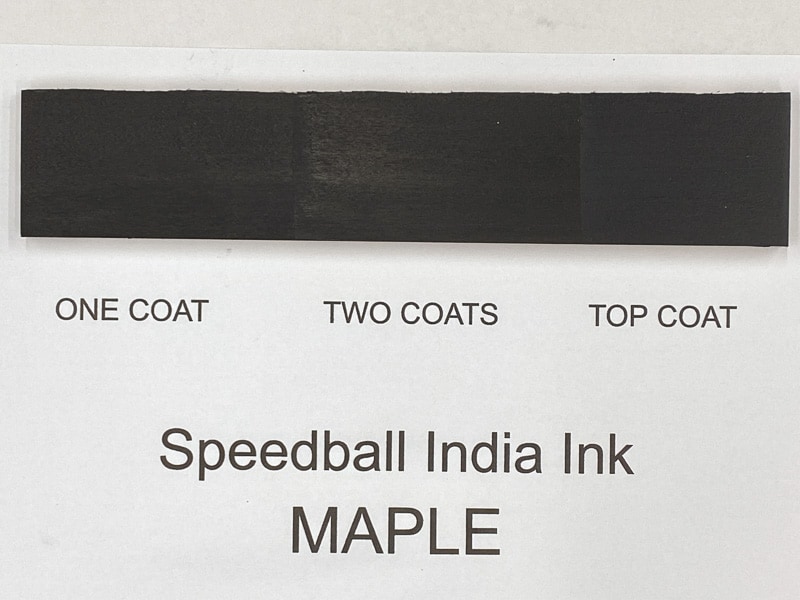 ONE COAT TWO COATS TOP COAT
Speedball India Ink
MAPLE